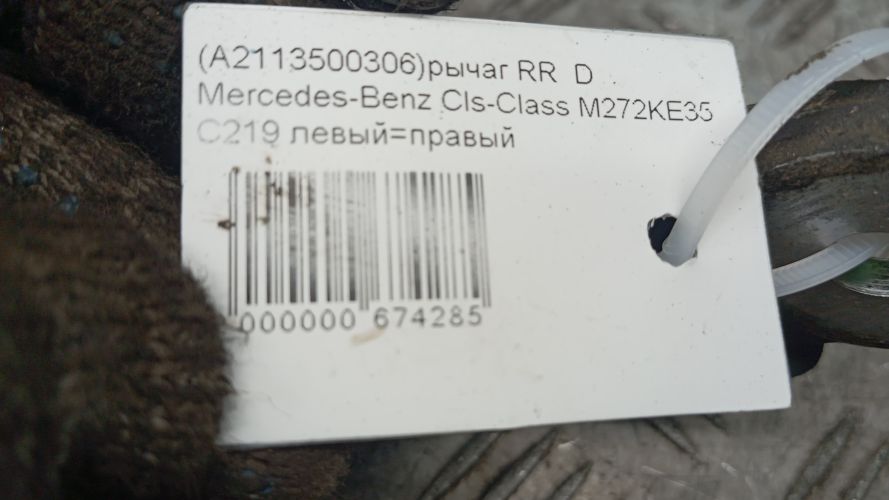 (A2113500306)рычаг RR D
Mercedes-Benz Cls-Class M272KE35
C219 левый=правый
000000 674285